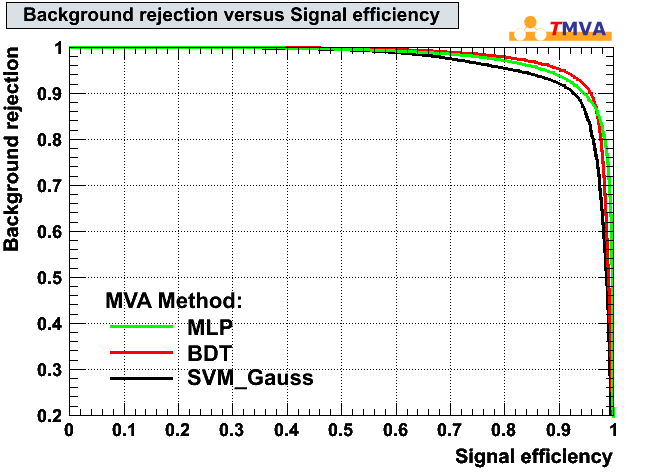 Background rejection versus Signal efficiency
TMVA
Background rejection
1
0.9
0.8
0.7
0.6
0.5
0.4
0.3
0.2
MVA Method:
MLP
BDT
SVM_Gauss
0 0.1 0.2 0.3 0.4 0.5 0.6 0.7 0.8 0.9 1
Signal efficiency